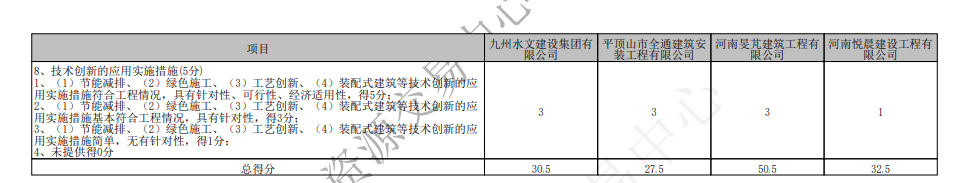 项目
九州水文建设集团有限公司
平顶山市全通建筑安装工程有限公司
河南旻芃建筑工程有限公司
河南悦晨建设工程有限公司
8、技术创新的应用实施措施(5分)
1、（1）节能减排、（2）绿色施工、（3）工艺创新、（4）装配式建筑等技术创新的应
用实施措施符合工程情况，具有针对性、可行性、经济适用性，得5分；
2、（1）节能减排、（2）绿色施工、（3）工艺创新、（4）装配式建筑等技术创新的应
用实施措施基本符合工程情况，具有针对性，得3分；
3、（1）节能减排、（2）绿色施工、（3）工艺创新、（4）装配式建筑等技术创新的应
用实施措施简单，无有针对性，得1分；
4、未提供得0分
3
3
3
1
总得分
30.5
27.5
50.5
32.5
资源交易中心
中心